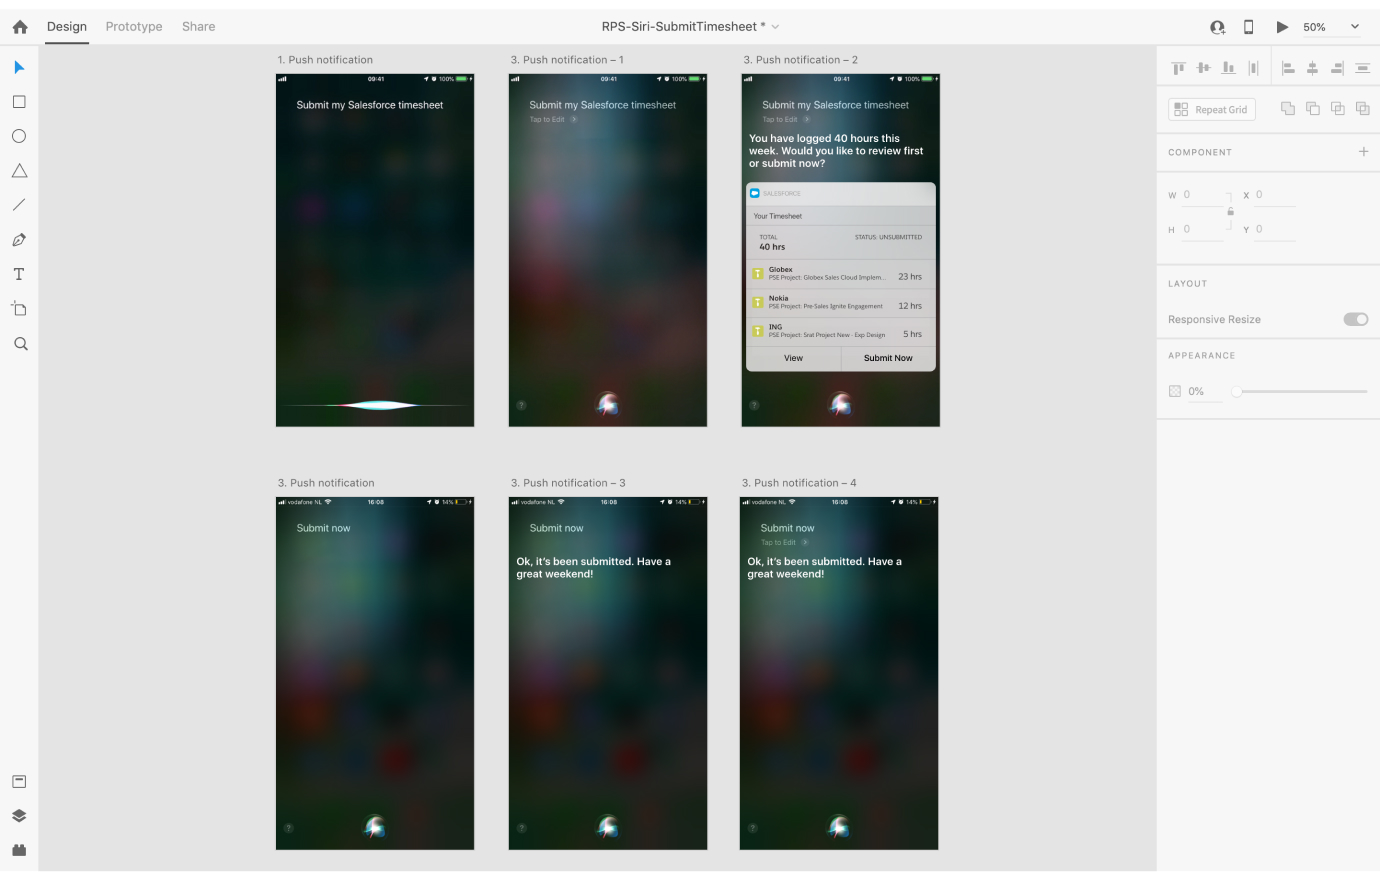 Design Prototype Share
RPS-Siri-SubmitTimesheet *
50%
1. Push notification
09:41
100%
Submit my Salesforce timesheet
3. Push notification – 1
09:41
100%
Submit my Salesforce timesheet
Tap to Edit
?
3. Push notification – 2
09:41
100%
Submit my Salesforce timesheet
Tap to Edit
You have logged 40 hours this
week. Would you like to review first
or submit now?
SALESFORCE
Your Timesheet
TOTAL
STATUS: UNSUBMITTED
40 hrs
Globex
PSE Project: Globex Sales Cloud Implem...
23 hrs
Nokia
PSE Project: Pre-Sales Ignite Engagement
12 hrs
ING
PSE Project: Srat Project New - Exp Design
5 hrs
View
Submit Now
?
3. Push notification
vodafone NL
16:08
14%
Submit now
?
3. Push notification – 3
vodafone NL
16:08
14%
Submit now
Ok, it's been submitted. Have a
great weekend!
?
3. Push notification – 4
vodafone NL
16:08
14%
Submit now
Tap to Edit
Ok, it's been submitted. Have a
great weekend!
?
T
Repeat Grid
COMPONENT
W 0
X 0
H 0
Y 0
LAYOUT
Responsive Resize
APPEARANCE
0%